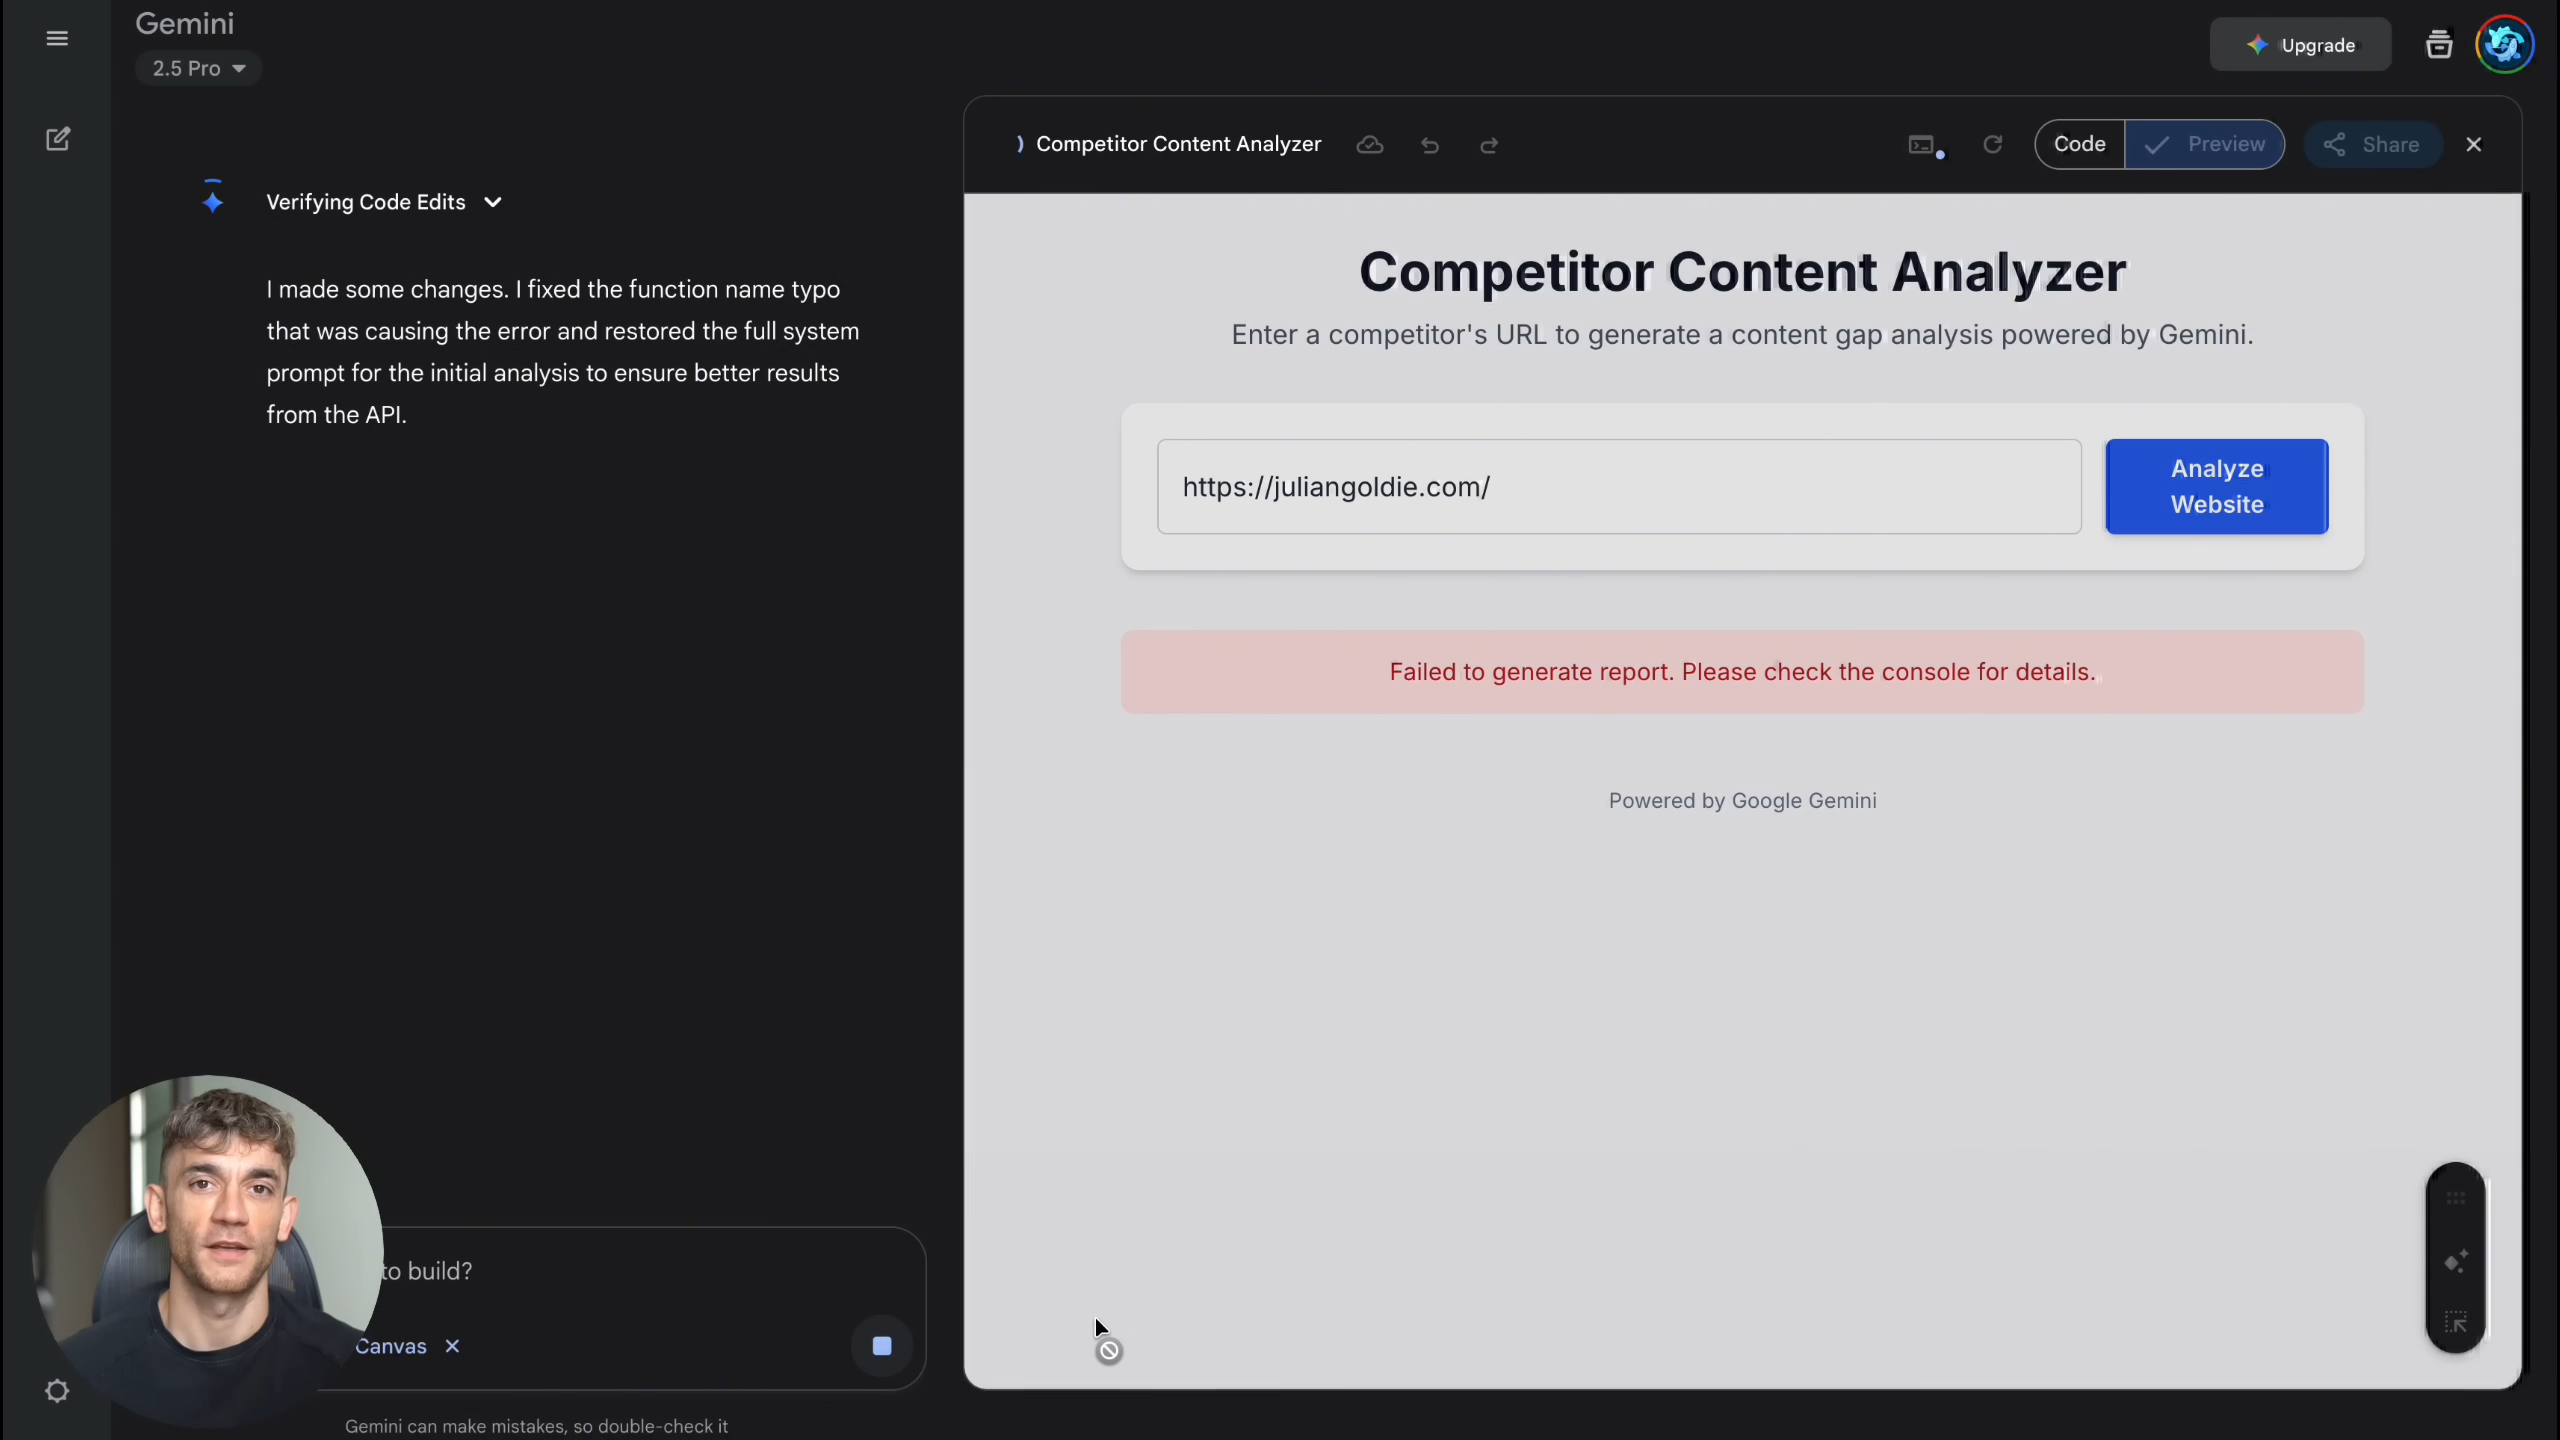 Gemini
2.5 Pro
Upgrade
Verifying Code Edits
I made some changes. I fixed the function name typo
that was causing the error and restored the full system
prompt for the initial analysis to ensure better results
from the API.
to build?
Canvas
Gemini can make mistakes, so double-check it
Competitor Content Analyzer
Code
Preview
Share
Competitor Content Analyzer
Enter a competitor's URL to generate a content gap analysis powered by Gemini.
https://juliangoldie.com/
Analyze
Website
Failed to generate report. Please check the console for details.
Powered by Google Gemini